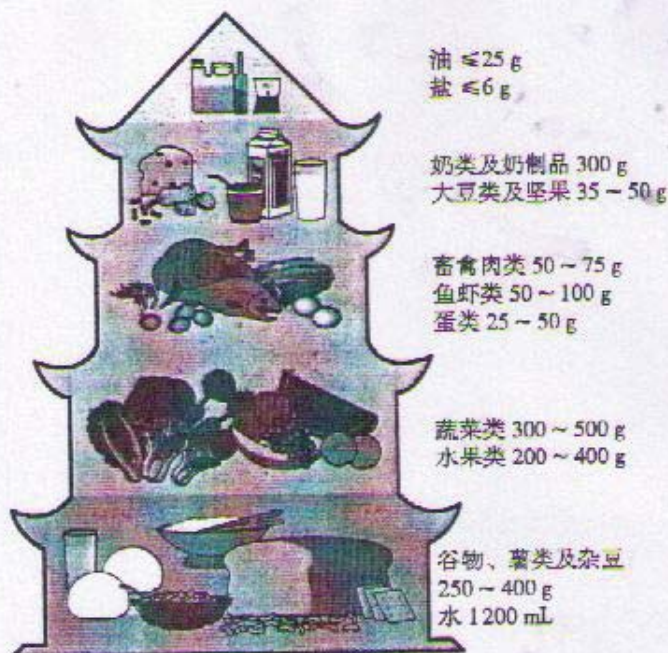 油 ≤25 g
盐 ≤6 g
奶类及奶制品 300 g
大豆类及坚果 35～50 g
畜禽肉类 50～75 g
鱼虾类 50～100 g
蛋类 25～50 g
蔬菜类 300～500 g
水果类 200～400 g
谷物、薯类及杂豆
250～400 g
水 1200 mL